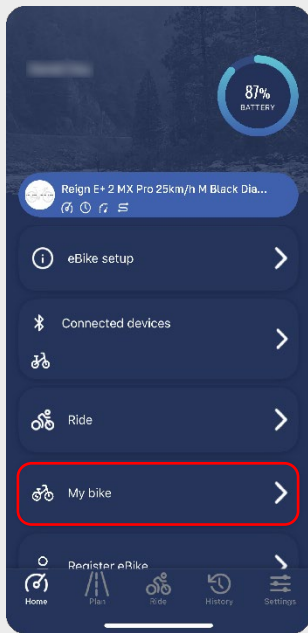 87%
BATTERY
Reign E+ 2 MX Pro 25km/h M Black Dia...
eBike setup
Connected devices
Ride
My bike
Register eBike
Home Plan Ride History Settings